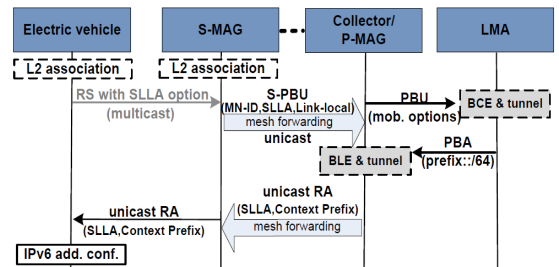 Electric vehicle
S-MAG
Collector/
P-MAG
LMA
L2 association
L2 association
RS with SLLA option
(multicast)
S-PBU
(MN-ID,SLLA,Link-local)
mesh forwarding
unicast
PBU
(mob. options)
BCE & tunnel
PBA
(prefix::/64)
BLE & tunnel
unicast RA
(SLLA,Context Prefix)
mesh forwarding
unicast RA
(SLLA,Context Prefix)
IPv6 add. conf.